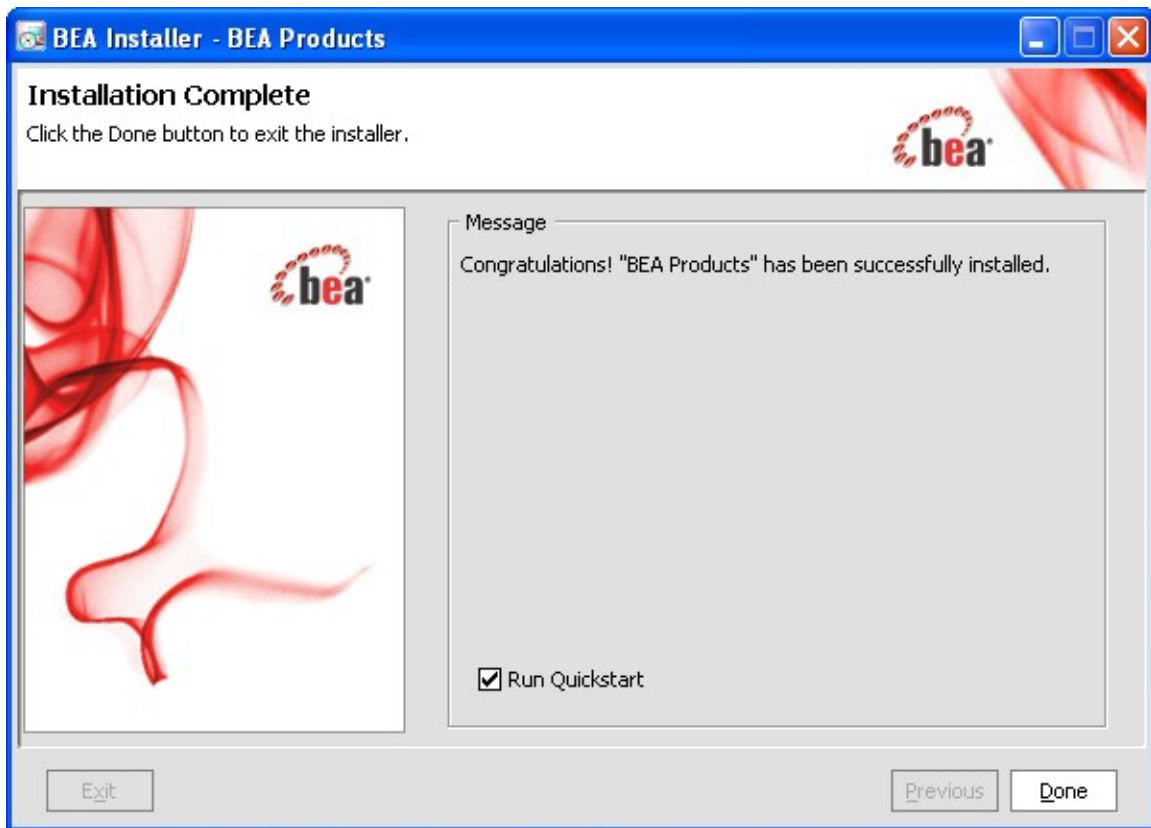 BEA Installer - BEA Products
Installation Complete
Click the Done button to exit the installer.
bea
bea
Message
Congratulations! "BEA Products" has been successfully installed.
Run Quickstart
Exit
Previous
Done